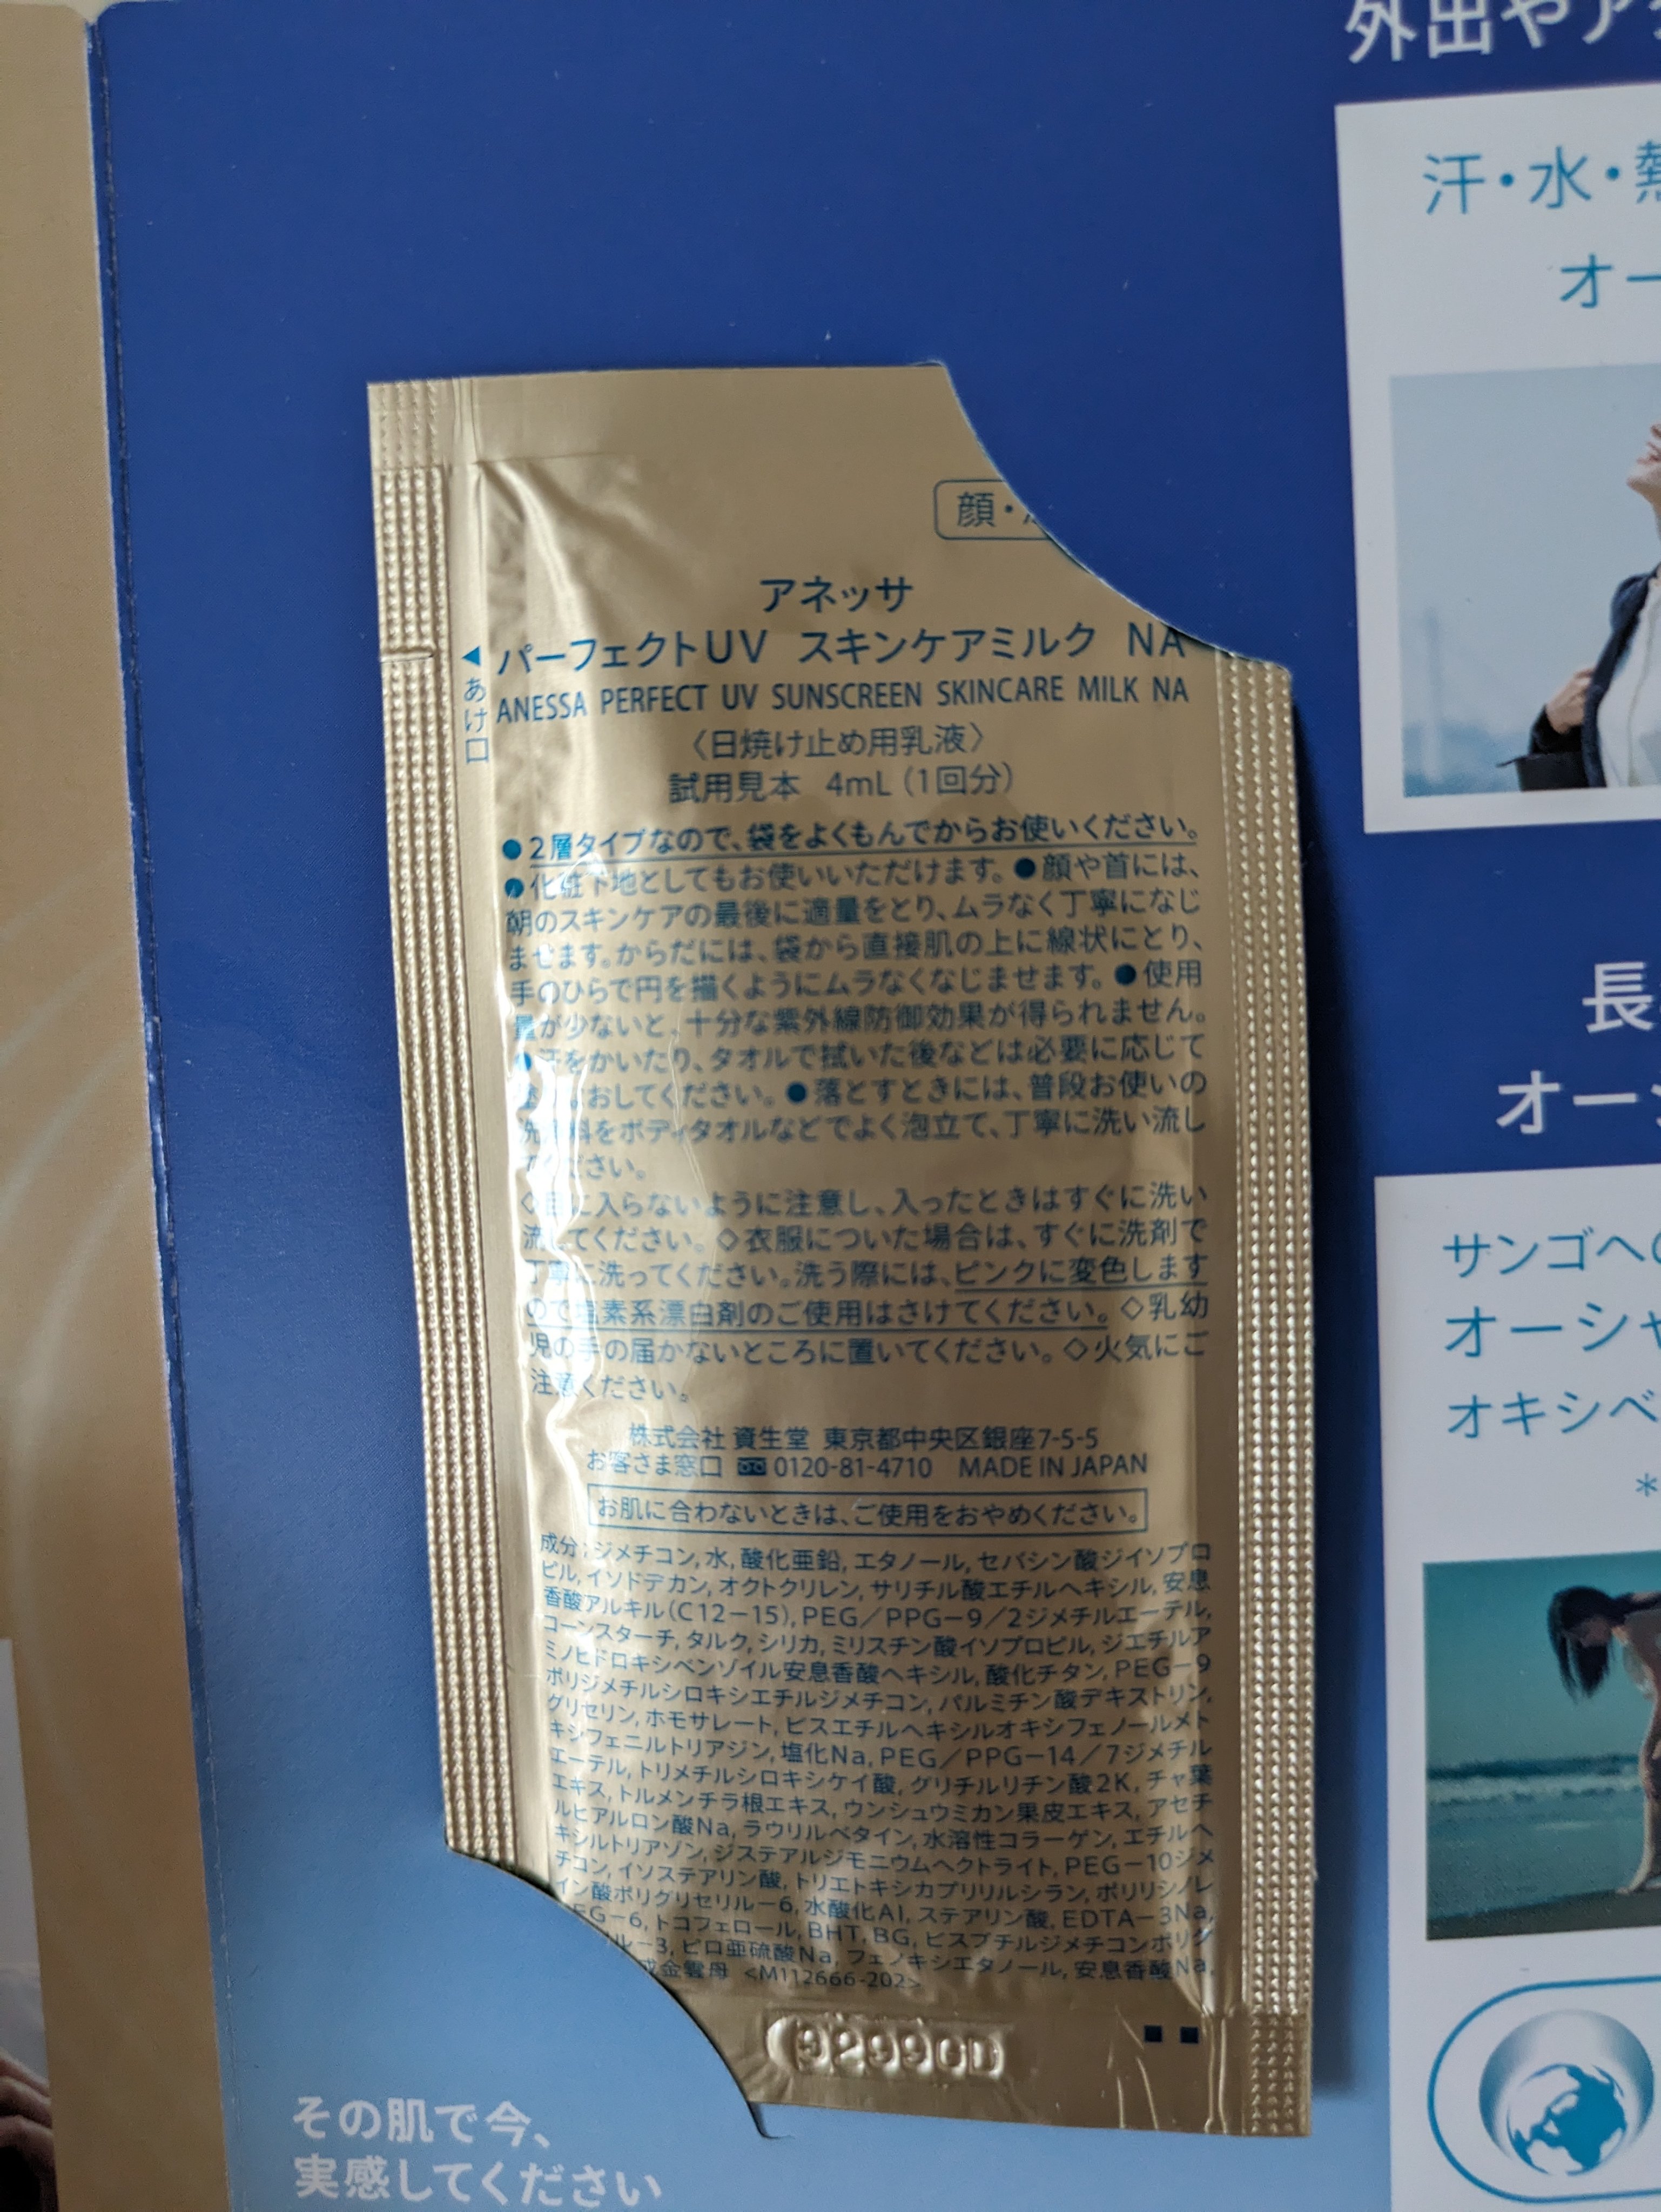 外出やア
汗・水・熱
オー
長
オー
サンゴへの
オーシャ
オキシベ
*
顔・
アネッサ
パーフェクトUV スキンケアミルク NA
ANESSA PERFECT UV SUNSCREEN SKINCARE MILK NA
〈日焼け止め用乳液〉
試用見本 4mL(1回分)
◀あけ口
●2層タイプなので、袋をよくもんでからお使いください。
●化粧下地としてもお使いいただけます。●顔や首には、
朝のスキンケアの最後に適量をとり、ムラなく丁寧になじ
ませます。からだには、袋から直接肌の上に線状にとり、
手のひらで円を描くようにムラなくなじませます。●使用
量が少ないと、十分な紫外線防御効果が得られません。
●汗をかいたり、タオルで拭いた後などは必要に応じて
なおしてください。●落とすときには、普段お使いの
洗浄料をボディタオルなどでよく泡立て、丁寧に洗い流し
てください。
◇目に入らないように注意し、入ったときはすぐに洗い
流してください。◇衣服についた場合は、すぐに洗剤で
丁寧に洗ってください。洗う際には、ピンクに変色します
ので塩素系漂白剤のご使用はさけてください。◇乳幼
児の手の届かないところに置いてください。◇火気にご
注意ください。
株式会社 資生堂 東京都中央区銀座7-5-5
お客さま窓口 0120-81-4710 MADE IN JAPAN
お肌に合わないときは、ご使用をおやめください。
成分:ジメチコン,水,酸化亜鉛,エタノール,セバシン酸ジイソプロ
ピル,イソドデカン,オクトクリレン,サリチル酸エチルヘキシル,安息
香酸アルキル(C12-15),PEG/PPG-9/2ジメチルエーテル,
コーンスターチ,タルク,シリカ,ミリスチン酸イソプロピル,ジエチルア
ミノヒドロキシベンゾイル安息香酸ヘキシル,酸化チタン,PEG-9
ポリジメチルシロキシエチルジメチコン,パルミチン酸デキストリン,
グリセリン,ホモサレート,ビスエチルヘキシルオキシフェノールメト
キシフェニルトリアジン,塩化Na,PEG/PPG-14/7ジメチル
エーテル,トリメチルシロキシケイ酸,グリチルリチン酸2K,チャ葉
エキス,トルメンチラ根エキス,ウンシュウミカン果皮エキス,アセチ
ルヒアルロン酸Na,ラウリルベタイン,水溶性コラーゲン,エチルヘ
キシルトリアゾン,ジステアルジモニウムヘクトライト,PEG-10ジメ
チコン,イソステアリン酸,トリエトキシカプリリルシラン,ポリリシノレ
イン酸ポリグリセリル-6,水酸化Al,ステアリン酸,EDTA-3Na,
EG-6,トコフェロール,BHT,BG,ビスブチルジメチコンポリグ
ル-3,ピロ亜硫酸Na,フェノキシエタノール,安息香酸Na,
成金雲母 <M112666-202>
その肌で今、
実感してください